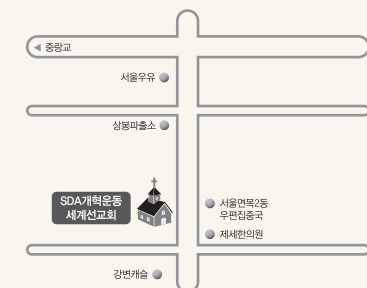 중랑교
서울우유
상봉파출소
SDA개혁운동
세계선교회
서울면목2동
우편집중국
제세한의원
강변캐슬